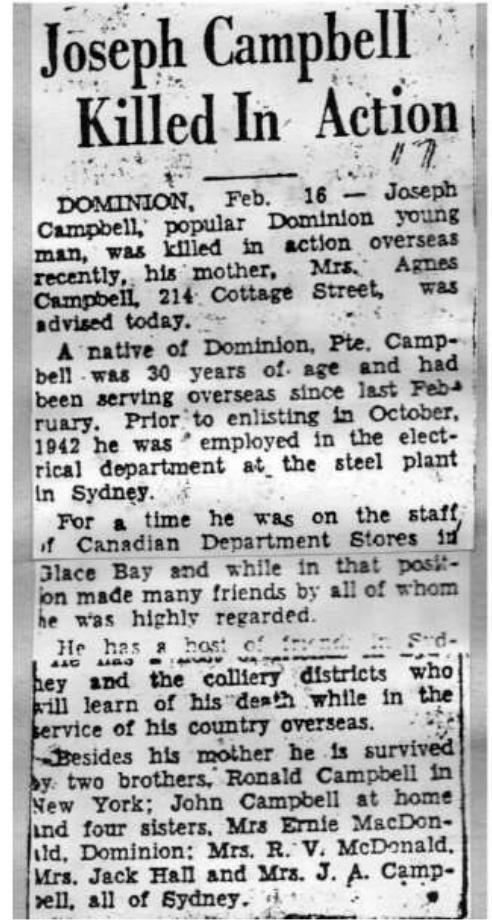 Joseph Campbell
Killed In Action
DOMINION, Feb. 16 — Joseph
Campbell, popular Dominion young
man, was killed in action overseas
recently, his mother, Mrs. Agnes
Campbell, 214 Cottage Street, was
advised today.
A native of Dominion, Pte. Camp-
bell was 30 years of age and had
been serving overseas since last Feb-
ruary. Prior to enlisting in October,
1942 he was employed in the elect-
rical department at the steel plant
in Sydney.
For a time he was on the staff
of Canadian Department Stores in
Glace Bay and while in that posit-
ion made many friends by all of whom
he was highly regarded.
He has a host of friends in Syd-
ney and the colliery districts who
will learn of his death while in the
service of his country overseas.
Besides his mother he is survived
by two brothers, Ronald Campbell in
New York; John Campbell at home
and four sisters, Mrs Ernie MacDon-
ald, Dominion; Mrs. R. V. McDonald,
Mrs. Jack Hall and Mrs. J. A. Camp-
bell, all of Sydney.